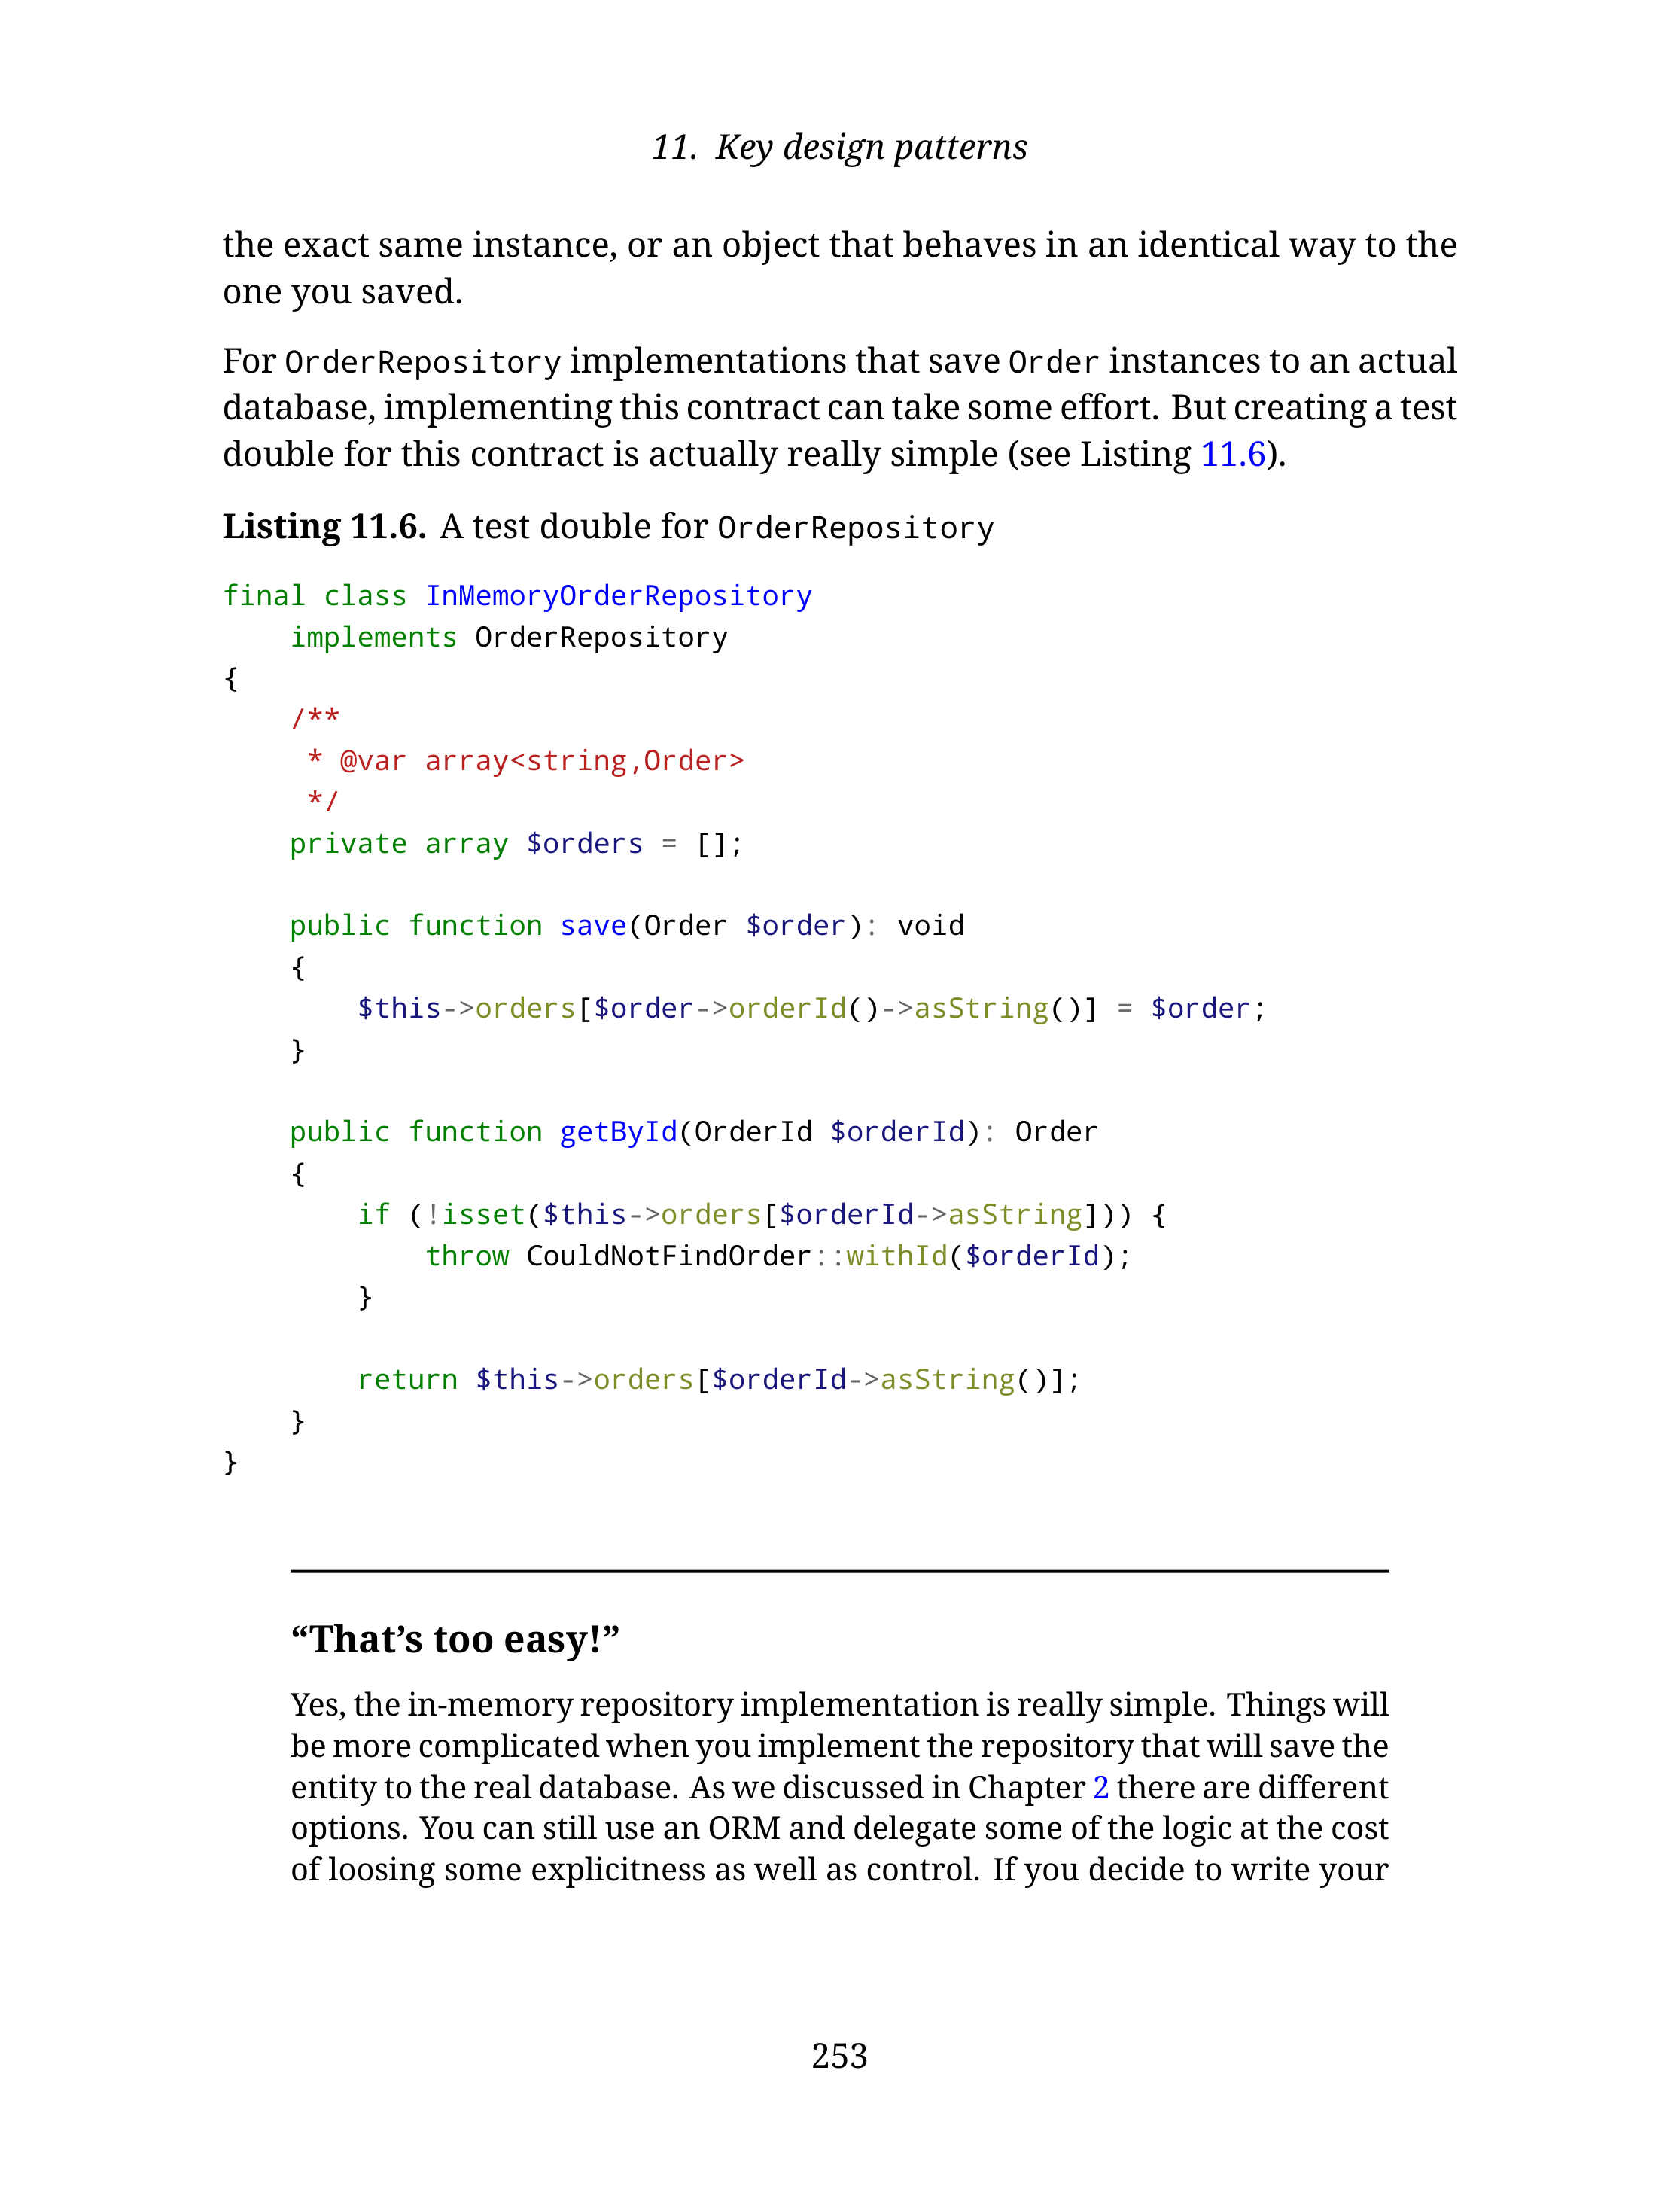 11. Key design patterns
the exact same instance, or an object that behaves in an identical way to the
one you saved.
For OrderRepository implementations that save Order instances to an actual
database, implementing this contract can take some effort. But creating a test
double for this contract is actually really simple (see Listing 11.6).
Listing 11.6. A test double for OrderRepository
final class InMemoryOrderRepository
    implements OrderRepository
{
    /**
     * @var array<string,Order>
     */
    private array $orders = [];

    public function save(Order $order): void
    {
        $this->orders[$order->orderId()->asString()] = $order;
    }

    public function getById(OrderId $orderId): Order
    {
        if (!isset($this->orders[$orderId->asString])) {
            throw CouldNotFindOrder::withId($orderId);
        }

        return $this->orders[$orderId->asString()];
    }
}
“That’s too easy!”
Yes, the in-memory repository implementation is really simple. Things will
be more complicated when you implement the repository that will save the
entity to the real database. As we discussed in Chapter 2 there are different
options. You can still use an ORM and delegate some of the logic at the cost
of loosing some explicitness as well as control. If you decide to write your
253